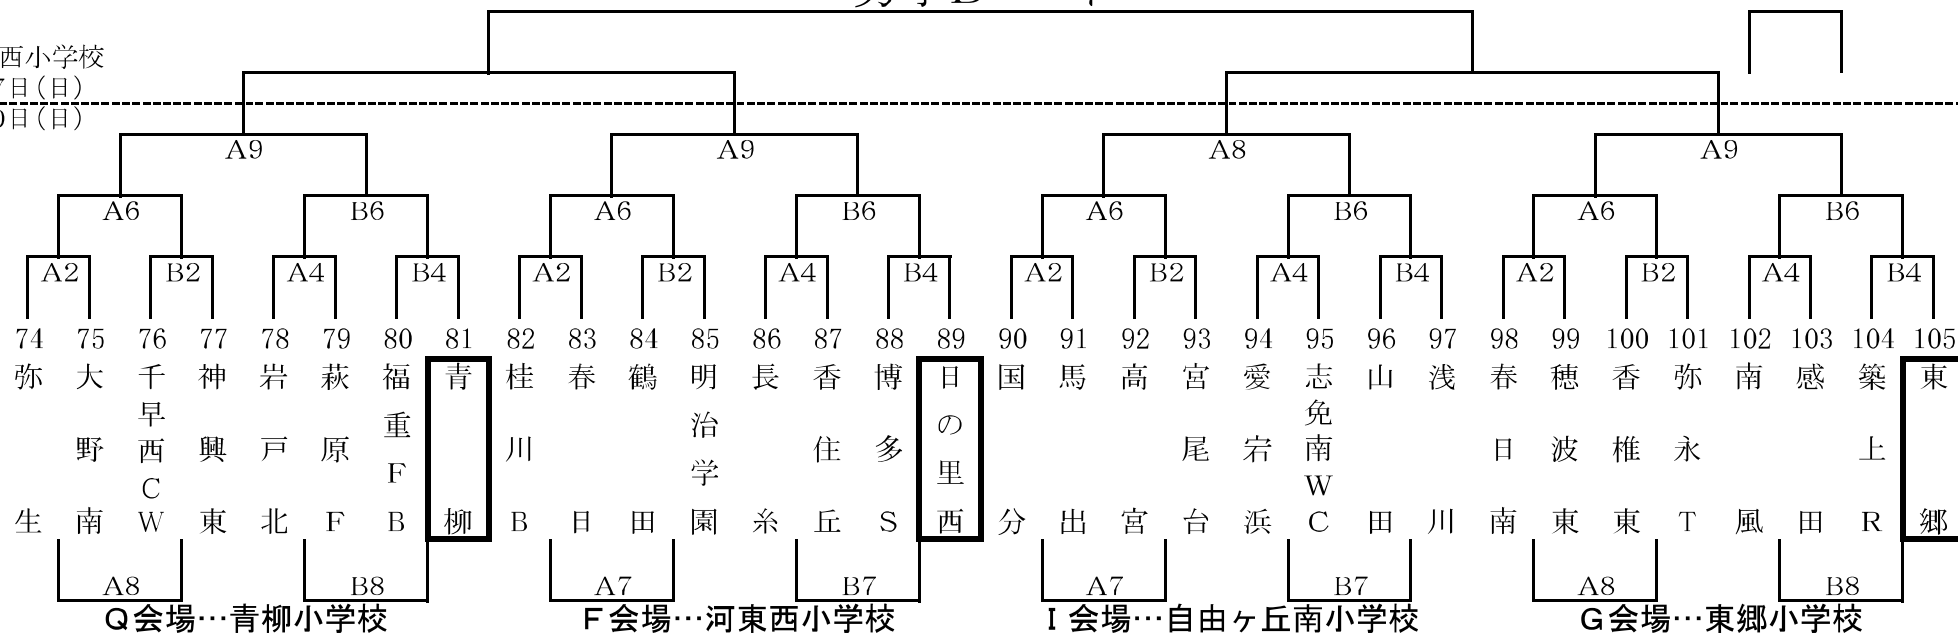 西小学校
7日(日)
0日(日)
A9 A9 A8 A9
A6 B6 A6 B6 A6 B6 A6 B6
A2 B2 A4 B4 A2 B2 A4 B4 A2 B2 A4 B4 A2 B2 A4 B4
74 75 76 77 78 79 80 81 82 83 84 85 86 87 88 89 90 91 92 93 94 95 96 97 98 99 100 101 102 103 104 105
弥生
大野南
千早西CW
神興東
岩戸北
萩原F
福重FB
青柳
桂川B
春日
鶴田
明治学園
長糸
香住丘
博多S
日の里西
国分
馬出
高宮
宮尾台
愛宕浜
志免南WC
山田
浅川
春日南
穂波東
香椎東
弥永T
南風
感田
築上R
東郷
A8 B8 A7 B7 A7 B7 A8 B8
Q会場…青柳小学校
F会場…河東西小学校
I会場…自由ヶ丘南小学校
G会場…東郷小学校